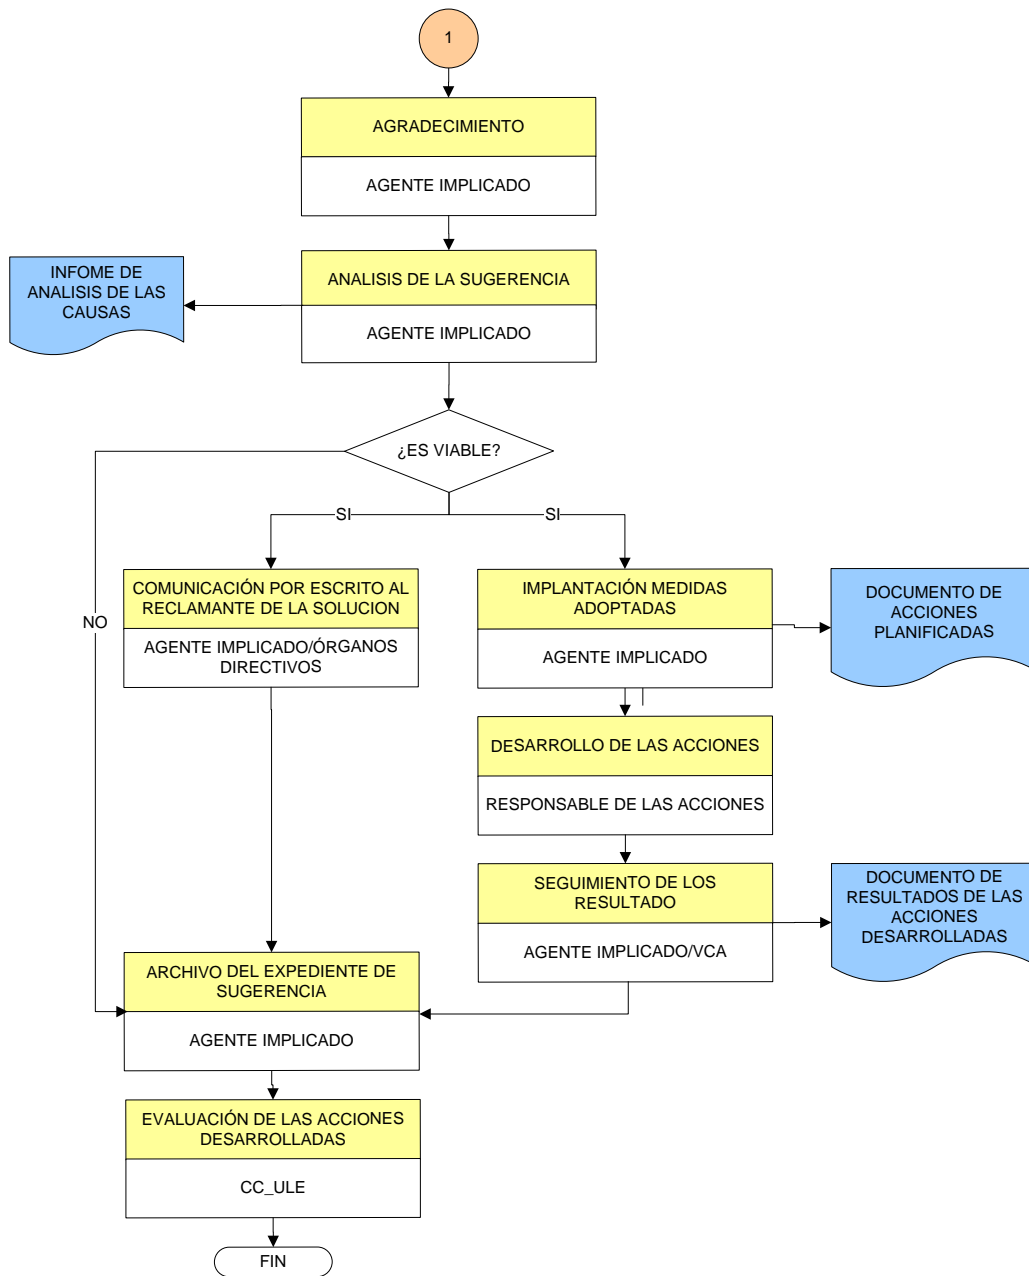 1
AGRADECIMIENTO
AGENTE IMPLICADO
INFOME DE
ANALISIS DE LAS
CAUSAS
ANALISIS DE LA SUGERENCIA
AGENTE IMPLICADO
¿ES VIABLE?
SI
SI
NO
COMUNICACIÓN POR ESCRITO AL
RECLAMANTE DE LA SOLUCION
AGENTE IMPLICADO/ÓRGANOS
DIRECTIVOS
IMPLANTACIÓN MEDIDAS
ADOPTADAS
AGENTE IMPLICADO
DOCUMENTO DE
ACCIONES
PLANIFICADAS
DESARROLLO DE LAS ACCIONES
RESPONSABLE DE LAS ACCIONES
SEGUIMIENTO DE LOS
RESULTADO
AGENTE IMPLICADO/VCA
DOCUMENTO DE
RESULTADOS DE LAS
ACCIONES
DESARROLLADAS
ARCHIVO DEL EXPEDIENTE DE
SUGERENCIA
AGENTE IMPLICADO
EVALUACIÓN DE LAS ACCIONES
DESARROLLADAS
CC_ULE
FIN